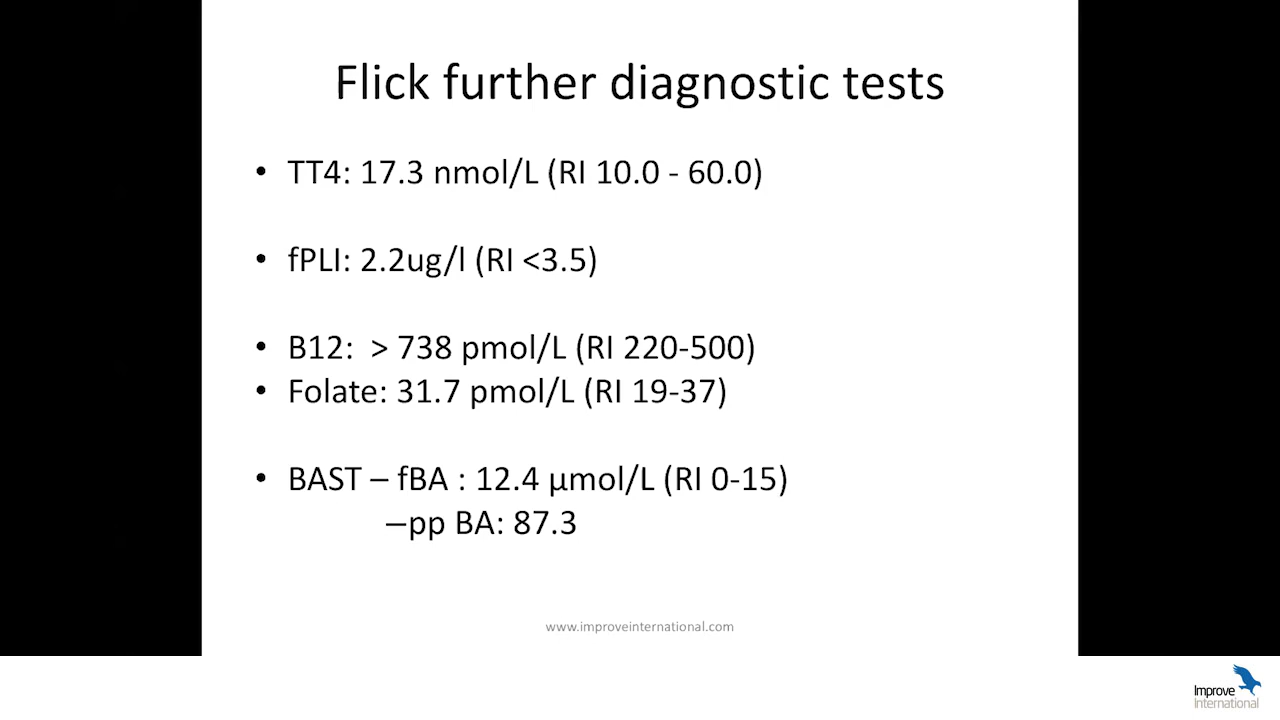 Flick further diagnostic tests
• TT4: 17.3 nmol/L (RI 10.0 - 60.0)
• fPLI: 2.2ug/l (RI <3.5)
• B12:  > 738 pmol/L (RI 220-500)
• Folate: 31.7 pmol/L (RI 19-37)
• BAST – fBA : 12.4 µmol/L (RI 0-15)
–pp BA: 87.3
www.improveinternational.com
Improve
International